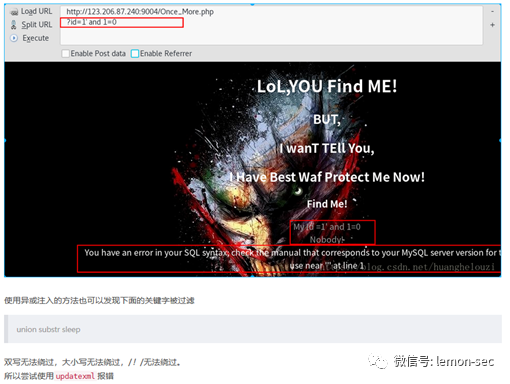 Load URL
http://123.206.87.240:9004/Once_More.php
Split URL
?id=1' and 1=0
Execute
Enable Post data Enable Referrer
LoL,YOU Find ME!
BUT,
I wanT TEll You,
I Have Best Waf Protect Me Now!
Find Me!
My Id =1' and 1=0
Nobody!
You have an error in your SQL syntax; check the manual that corresponds to your MySQL server version for t
use near ''' at line 1
blog.csdn.net/huanghelouzi
使用异或注入的方法也可以发现下面的关键字被过滤
union substr sleep
双写无法绕过，大小写无法绕过，/！/无法绕过。
所以尝试使用 updatexml 报错
微信号: lemon-sec